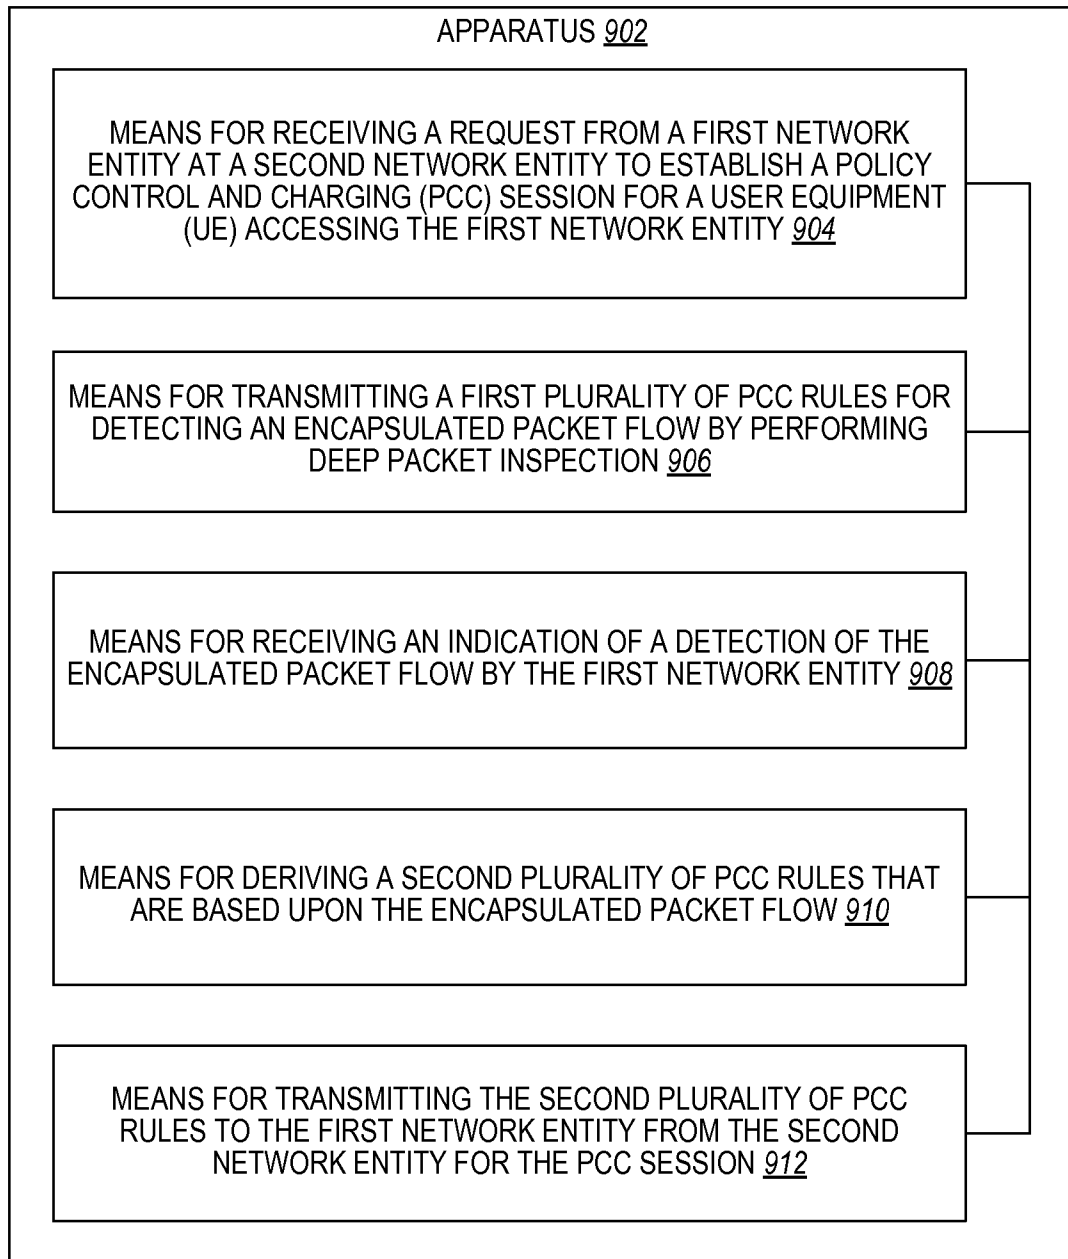 APPARATUS 902
MEANS FOR RECEIVING A REQUEST FROM A FIRST NETWORK
ENTITY AT A SECOND NETWORK ENTITY TO ESTABLISH A POLICY
CONTROL AND CHARGING (PCC) SESSION FOR A USER EQUIPMENT
(UE) ACCESSING THE FIRST NETWORK ENTITY 904
MEANS FOR TRANSMITTING A FIRST PLURALITY OF PCC RULES FOR
DETECTING AN ENCAPSULATED PACKET FLOW BY PERFORMING
DEEP PACKET INSPECTION 906
MEANS FOR RECEIVING AN INDICATION OF A DETECTION OF THE
ENCAPSULATED PACKET FLOW BY THE FIRST NETWORK ENTITY 908
MEANS FOR DERIVING A SECOND PLURALITY OF PCC RULES THAT
ARE BASED UPON THE ENCAPSULATED PACKET FLOW 910
MEANS FOR TRANSMITTING THE SECOND PLURALITY OF PCC
RULES TO THE FIRST NETWORK ENTITY FROM THE SECOND
NETWORK ENTITY FOR THE PCC SESSION 912